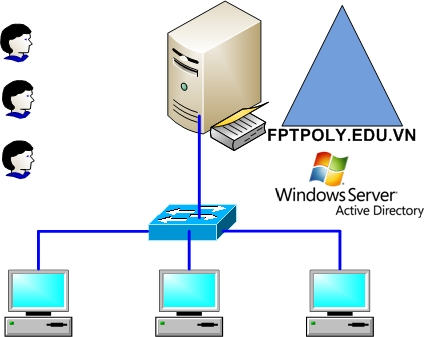 FPTPOLY.EDU.VN
Windows Server
Active Directory